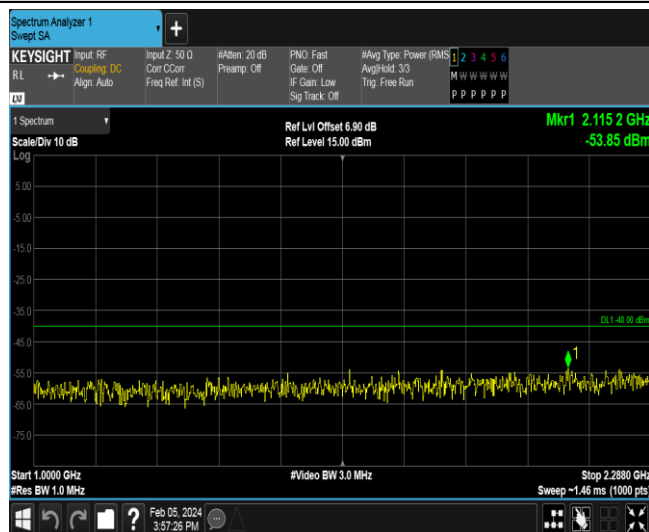 Spectrum Analyzer 1
Swept SA
+
KEYSIGHT Input: RF Input Z: 50 Ω #Atten: 20 dB PNO: Fast #Avg Type: Power (RMS 1 2 3 4 5 6
RL Coupling: DC Corr CCorr Preamp: Off Gate: Off Avg|Hold: 3/3 M W W W W W
Align: Auto Freq Ref: Int (S) IF Gain: Low Trig: Free Run
Sig Track: Off P P P P P P
LXI
1 Spectrum Ref Lvl Offset 6.90 dB Mkr1 2.115 2 GHz
Scale/Div 10 dB Ref Level 15.00 dBm -53.85 dBm
Log
5.00
-5.00
-15.0
-25.0
-35.0
DL1 -40.00 dBm
-45.0
1
-55.0
-65.0
-75.0
Start 1.0000 GHz #Video BW 3.0 MHz Stop 2.2880 GHz
#Res BW 1.0 MHz Sweep ~1.46 ms (1000 pts)
? Feb 05, 2024
3:57:26 PM